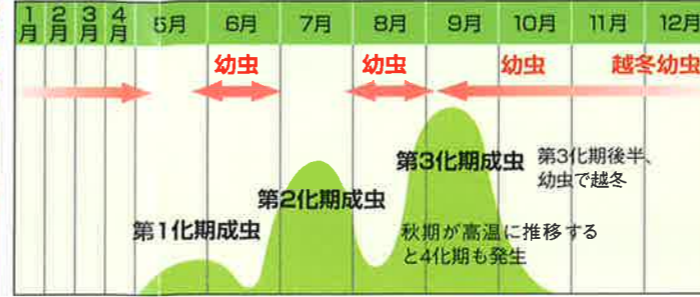 1月 2月 3月 4月 5月 6月 7月 8月 9月 10月 11月 12月
幼虫 幼虫 幼虫 越冬幼虫
第3化期成虫
第3化期後半、
幼虫で越冬
第2化期成虫
第1化期成虫
秋期が高温に推移する
と4化期も発生